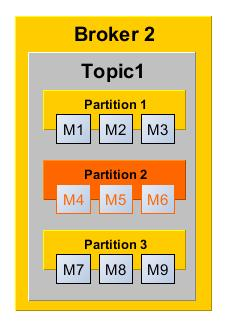 Broker 2
Topic1
Partition 1
M1 M2 M3
Partition 2
M4 M5 M6
Partition 3
M7 M8 M9